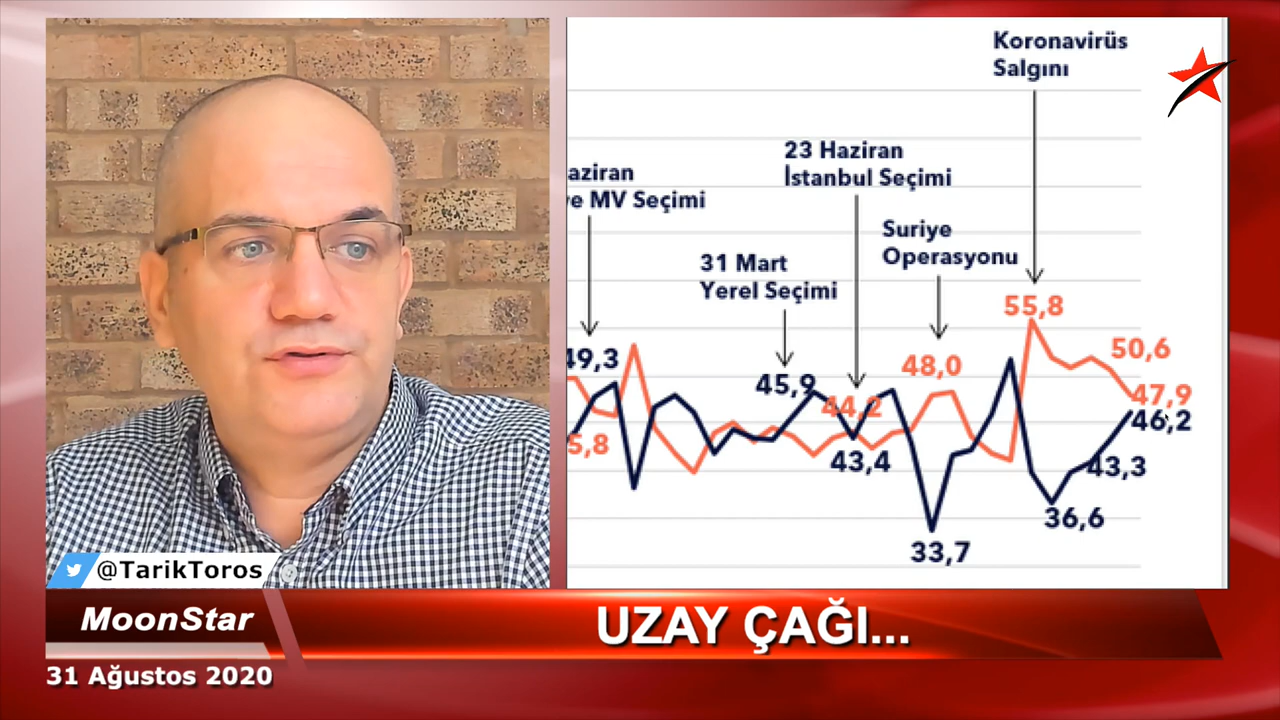 Koronavirüs
Salgını
23 Haziran
İstanbul Seçimi
aziran
ve MV Seçimi
Suriye
Operasyonu
31 Mart
Yerel Seçimi
55,8
50,6
49,3
48,0
45,9
47,9
44,2
46,2
5,8
43,4
43,3
36,6
33,7
@TarikToros
MoonStar
UZAY ÇAĞI...
31 Ağustos 2020